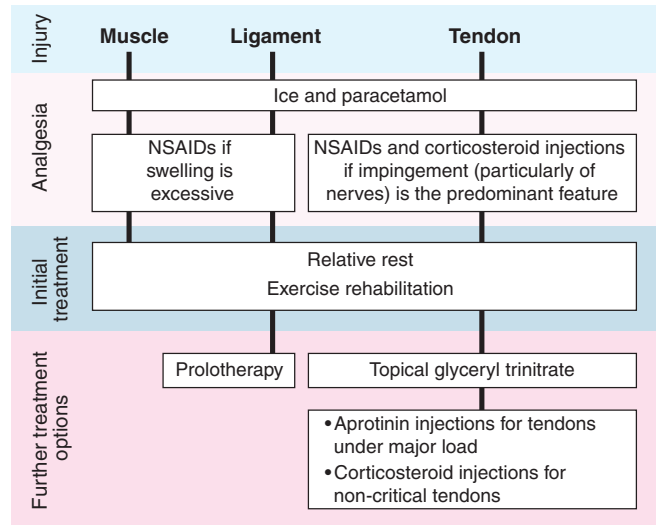 Injury
Muscle Ligament Tendon
Analgesia
Ice and paracetamol
NSAIDs if
swelling is
excessive
NSAIDs and corticosteroid injections
if impingement (particularly of
nerves) is the predominant feature
Initial
treatment
Relative rest
Exercise rehabilitation
Further treatment
options
Prolotherapy
Topical glyceryl trinitrate
•Aprotinin injections for tendons
under major load
•Corticosteroid injections for
non-critical tendons